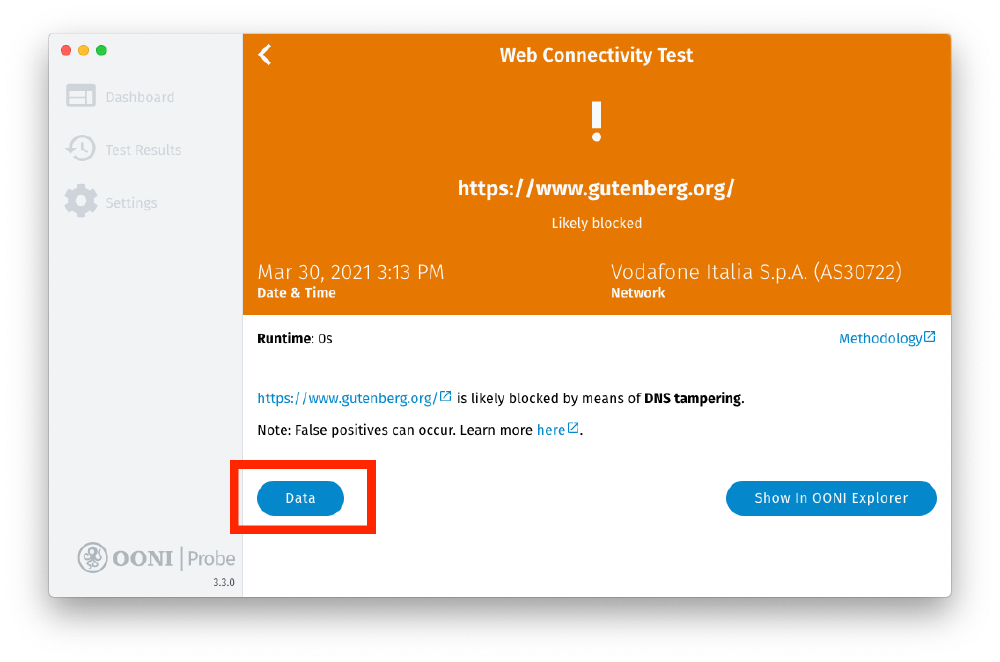 Web Connectivity Test
Dashboard
Test Results
Settings
https://www.gutenberg.org/
Likely blocked
Mar 30, 2021 3:13 PM
Date & Time
Vodafone Italia S.p.A. (AS30722)
Network
Runtime: 0s
Methodology
https://www.gutenberg.org/ is likely blocked by means of DNS tampering.
Note: False positives can occur. Learn more here.
Data
Show In OONI Explorer
OONI | Probe
3.3.0